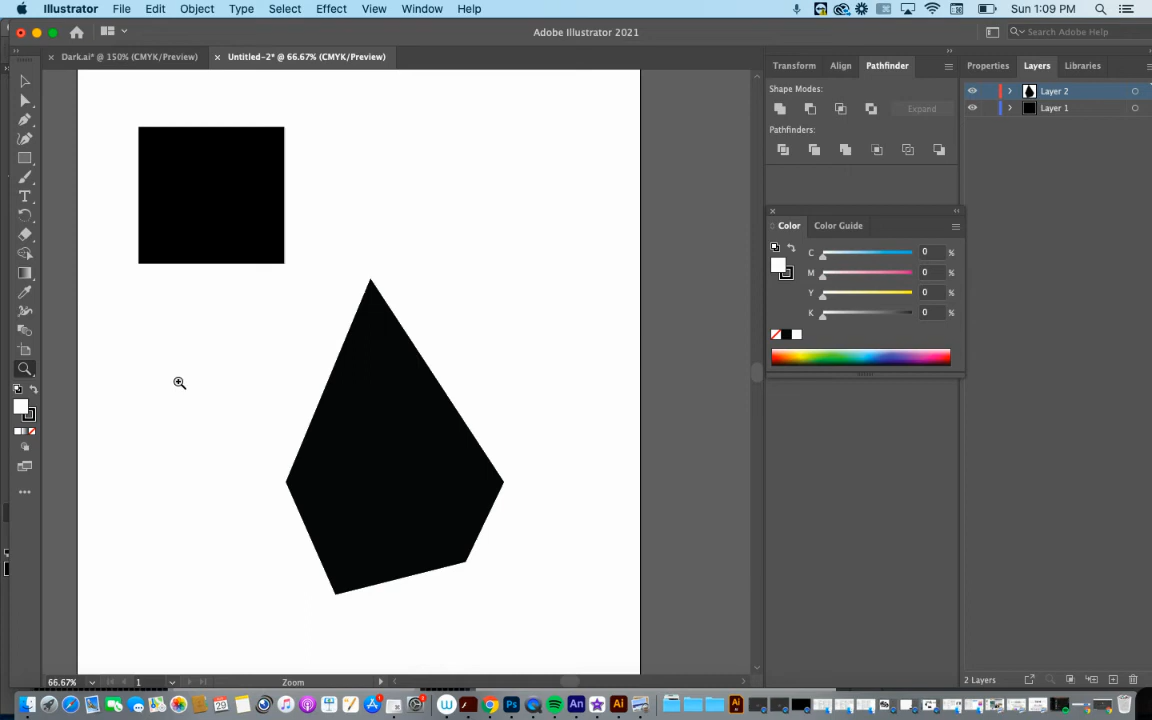 Illustrator File Edit Object Type Select Effect View Window Help Sun 1:09 PM
Adobe Illustrator 2021
Search Adobe Help
Dark.ai* @ 150% (CMYK/Preview)
Untitled-2* @ 66.67% (CMYK/Preview)
Transform Align Pathfinder
Properties Layers Libraries
Shape Modes:
Layer 2
Expand
Layer 1
Pathfinders:
Color Color Guide
C 0 %
M 0 %
Y 0 %
K 0 %
66.67% 1 Zoom
2 Layers